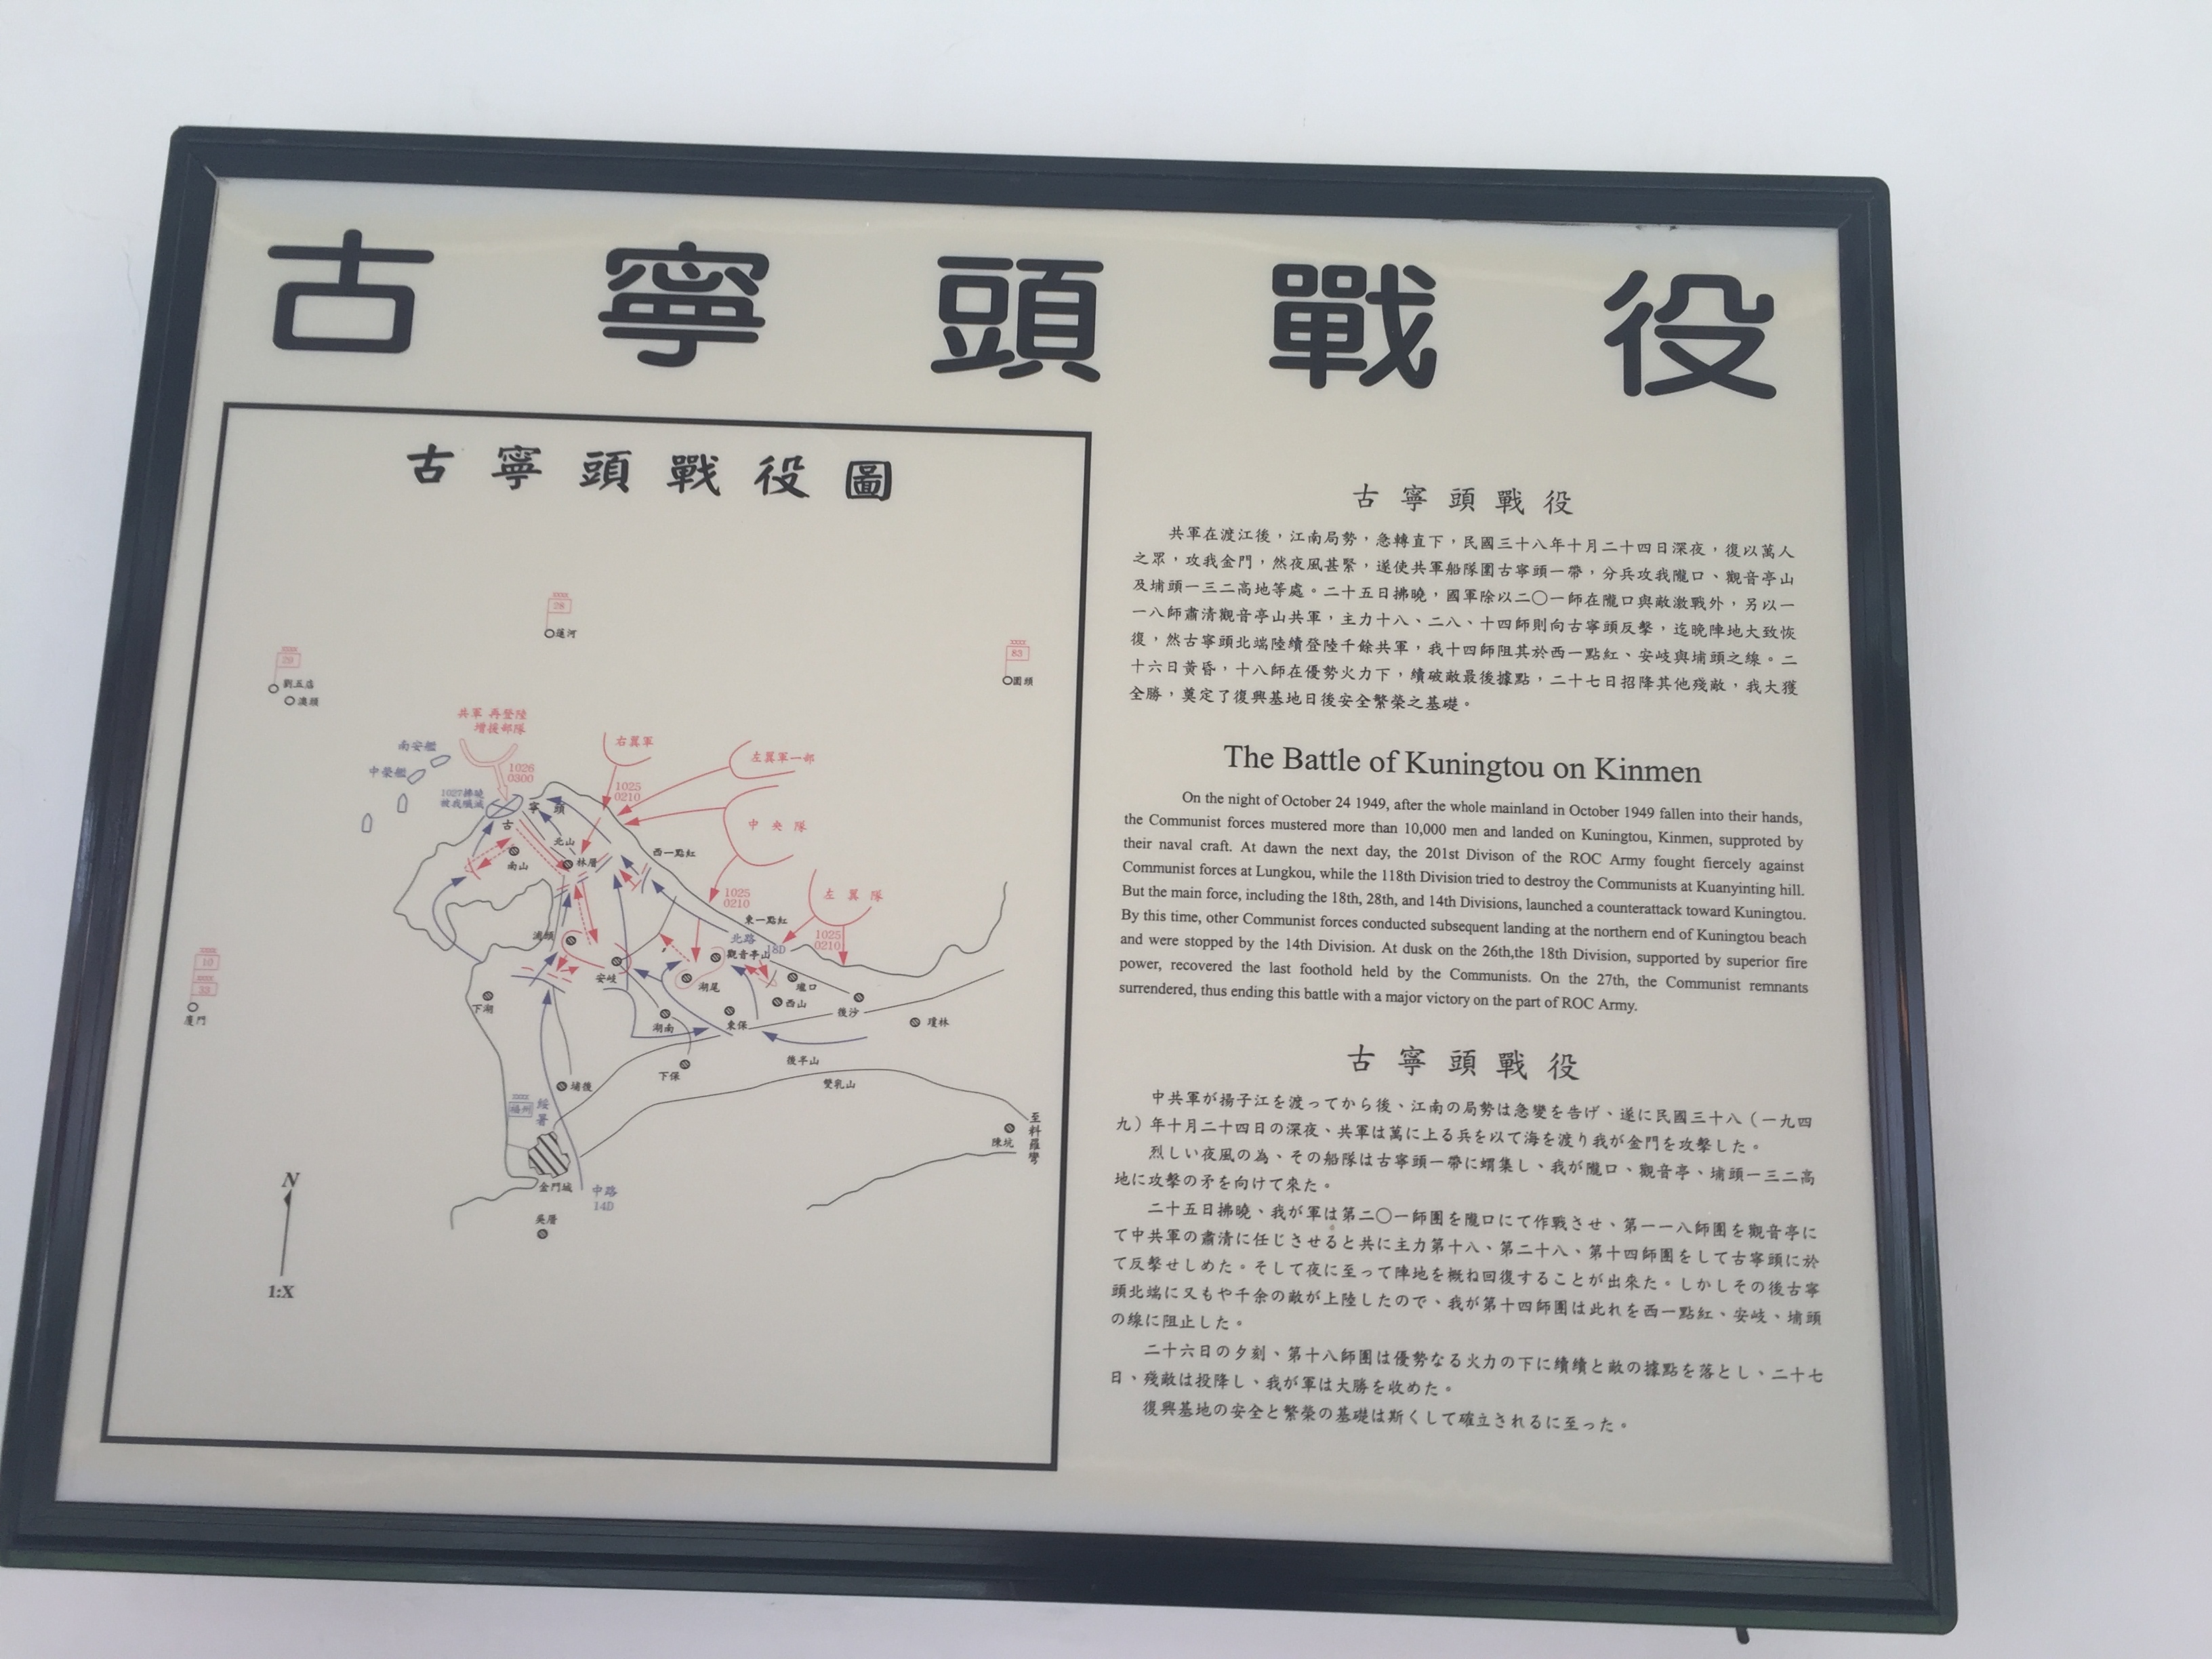 古寧頭戰役
古寧頭戰役圖
xxxx
28
蓮河
xxxx
29
劉五店
澳頭
xxxx
83
圍頭
共軍 再登陸
增援部隊
南安艦
中榮艦
1026
0300
1027拂曉
被我殲滅
右翼軍
1025
0210
左翼軍一部
中央隊
1025
0210
左翼隊
1025
0210
古
寧頭
北山
南山
林厝
西一點紅
東一點紅
北路
18D
觀音亭山
安岐
湖尾
西山
後沙
瓊林
下湖
湖南
東保
後半山
下保
雙乳山
埔後
xxxx
福州
綏署
至料羅灣
陳坑
xxxx
10
xxxx
33
廈門
金門城
中路
14D
吳厝
N
1:X
古寧頭戰役
共軍在渡江後，江南局勢，急轉直下，民國三十八年十月二十四日深夜，復以萬人
之眾，攻我金門，然夜風甚緊，遂使共軍船隊圍古寧頭一帶，分兵攻我隴口、觀音亭山
及埔頭一三二高地等處。二十五日拂曉，國軍除以二〇一師在隴口與敵激戰外，另以一
一八師肅清觀音亭山共軍，主力十八、二八、十四師則向古寧頭反擊，迄晚陣地大致恢
復，然古寧頭北端陸續登陸千餘共軍，我十四師阻其於西一點紅、安岐與埔頭之線。二
十六日黃昏，十八師在優勢火力下，續破敵最後據點，二十七日招降其他殘敵，我大獲
全勝，奠定了復興基地日後安全繁榮之基礎。
The Battle of Kuningtou on Kinmen
On the night of October 24 1949, after the whole mainland in October 1949 fallen into their hands,
the Communist forces mustered more than 10,000 men and landed on Kuningtou, Kinmen, supproted by
their naval craft. At dawn the next day, the 201st Divison of the ROC Army fought fiercely against
Communist forces at Lungkou, while the 118th Division tried to destroy the Communists at Kuanyinting hill.
But the main force, including the 18th, 28th, and 14th Divisions, launched a counterattack toward Kuningtou.
By this time, other Communist forces conducted subsequent landing at the northern end of Kuningtou beach
and were stopped by the 14th Division. At dusk on the 26th,the 18th Division, supported by superior fire
power, recovered the last foothold held by the Communists. On the 27th, the Communist remnants
surrendered, thus ending this battle with a major victory on the part of ROC Army.
古寧頭戰役
中共軍が揚子江を渡ってから後、江南の局勢は急變を告げ、遂に民國三十八（一九四
九）年十月二十四日の深夜、共軍は萬に上る兵を以て海を渡り我が金門を攻擊した。
烈しい夜風の為、その船隊は古寧頭一帶に蝟集し、我が隴口、觀音亭、埔頭一三二高
地に攻擊の矛を向けて來た。
二十五日拂曉、我が軍は第二〇一師團を隴口にて作戰させ、第一一八師團を觀音亭に
て中共軍の肅清に任じさせると共に主力第十八、第二十八、第十四師團をして古寧頭に於
て反擊せしめた。そして夜に至って陣地を概ね回復することが出來た。しかしその後古寧
頭北端に又もや千余の敵が上陸したので、我が第十四師團は此れを西一點紅、安岐、埔頭
の線に阻止した。
二十六日の夕刻、第十八師團は優勢なる火力の下に續續と敵の據點を落とし、二十七
日、殘敵は投降し、我が軍は大勝を收めた。
復興基地の安全と繁榮の基礎は斯くして確立されるに至った。